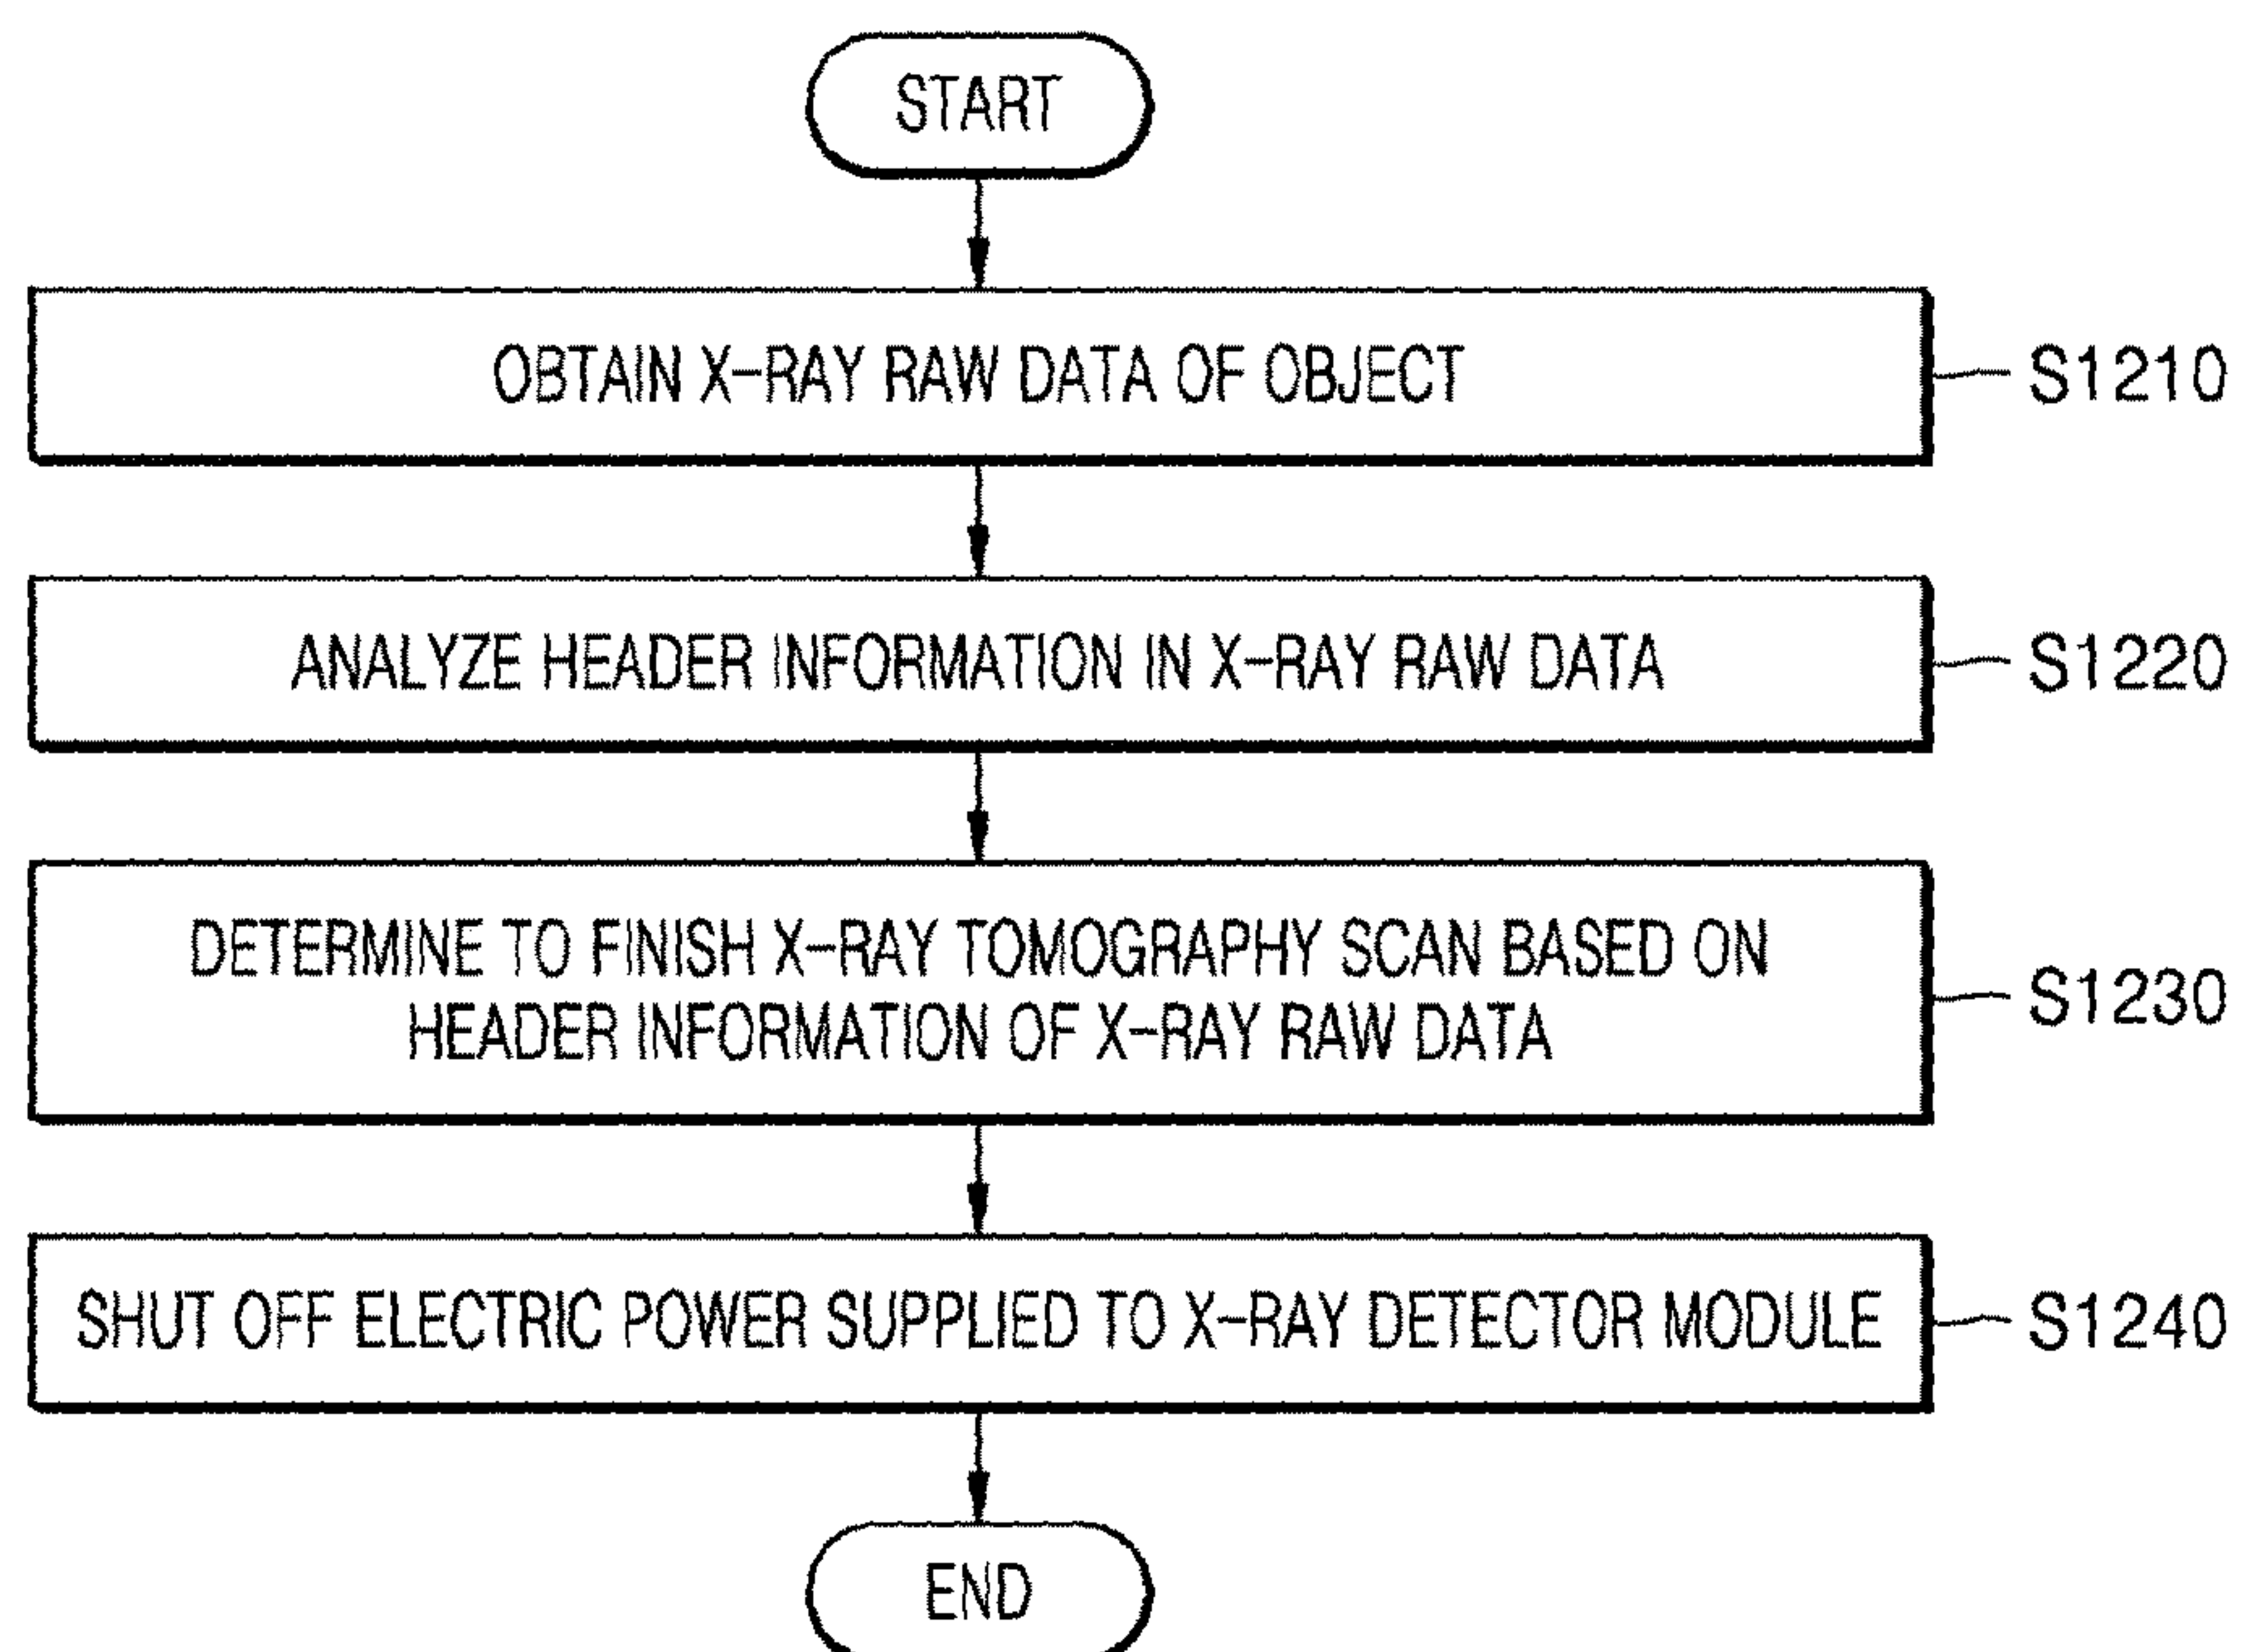 START
OBTAIN X-RAY RAW DATA OF OBJECT
S1210
ANALYZE HEADER INFORMATION IN X-RAY RAW DATA
S1220
DETERMINE TO FINISH X-RAY TOMOGRAPHY SCAN BASED ON
HEADER INFORMATION OF X-RAY RAW DATA
S1230
SHUT OFF ELECTRIC POWER SUPPLIED TO X-RAY DETECTOR MODULE
S1240
END